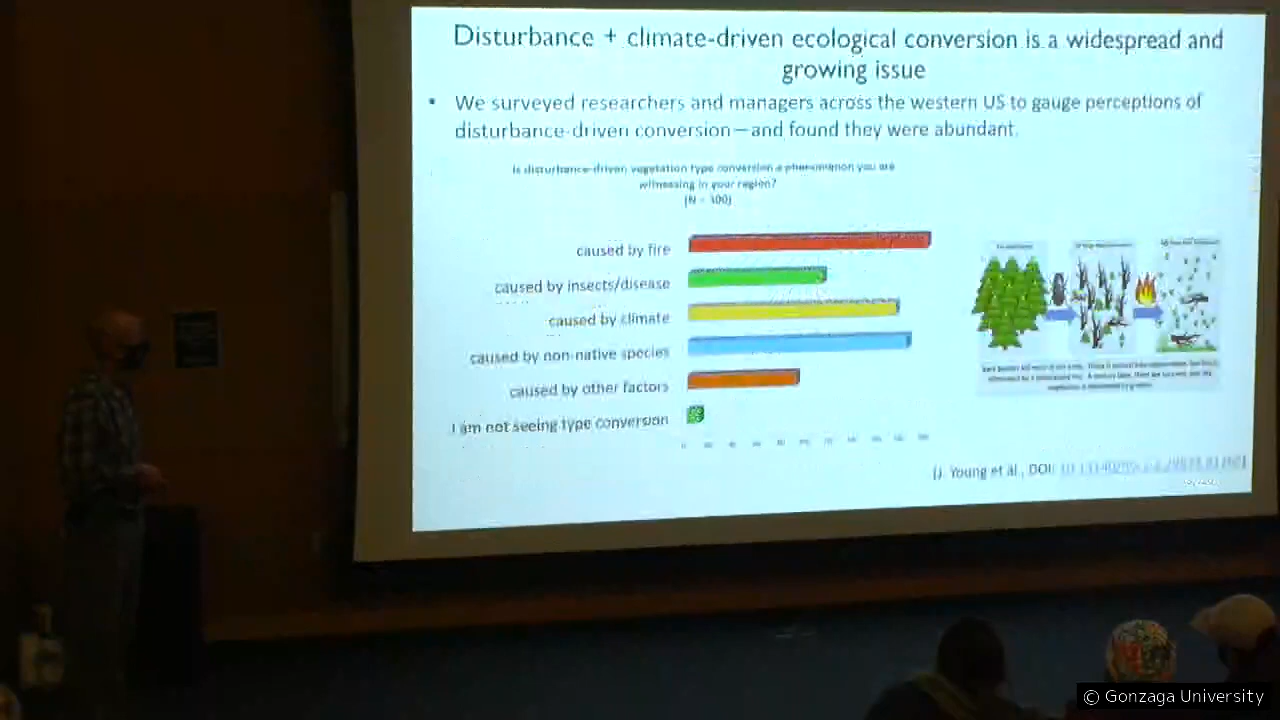 Disturbance + climate-driven ecological conversion is a widespread and
growing issue
• We surveyed researchers and managers across the western US to gauge perceptions of
disturbance-driven conversion—and found they were abundant.
Is disturbance-driven vegetation type conversion a phenomenon you are
witnessing in your region?
(N = 300)
caused by fire
caused by insects/disease
caused by climate
caused by non-native species
caused by other factors
I am not seeing type conversion
(J. Young et al., DOI:
© Gonzaga University